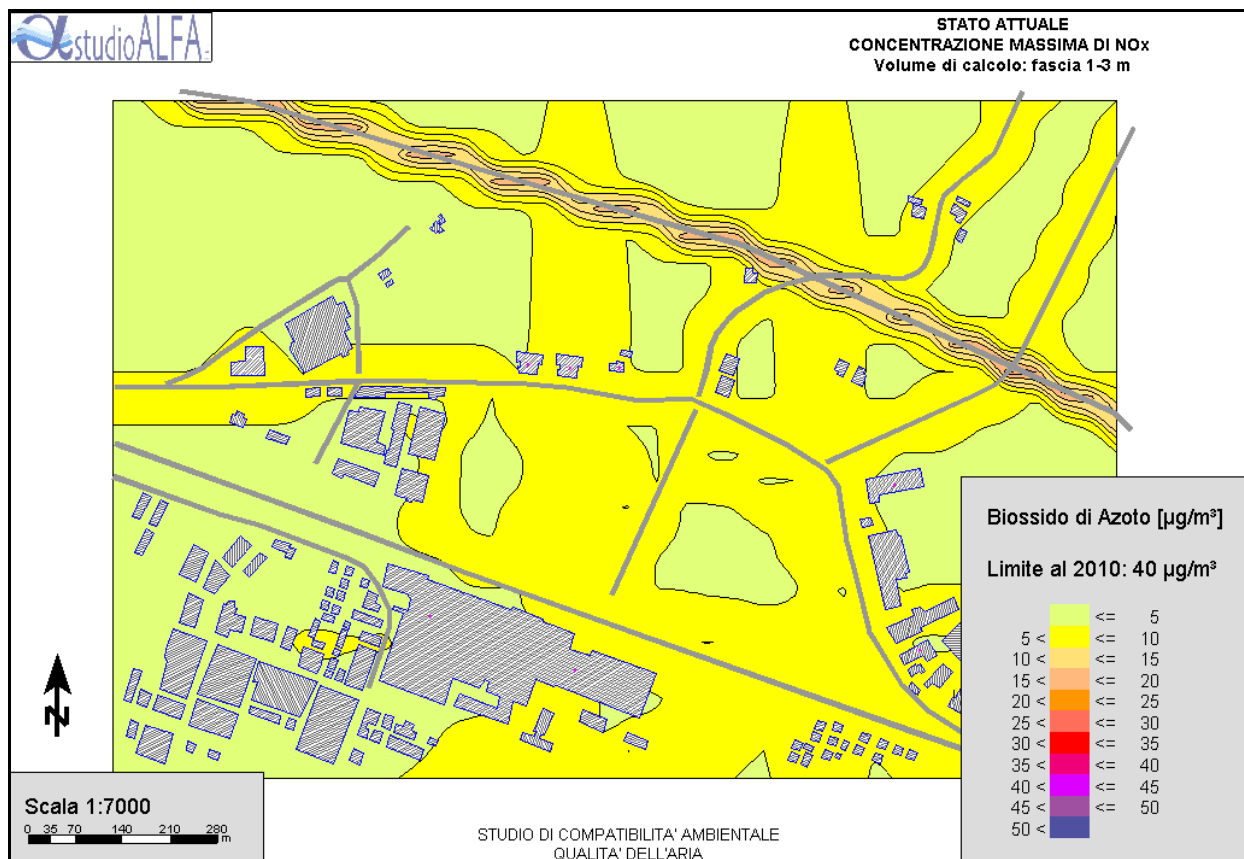 αstudioALFA
STATO ATTUALE
CONCENTRAZIONE MASSIMA DI NOx
Volume di calcolo: fascia 1-3 m
Biossido di Azoto [µg/m³]
Limite al 2010: 40 µg/m³
<= 5
5 < <= 10
10 < <= 15
15 < <= 20
20 < <= 25
25 < <= 30
30 < <= 35
35 < <= 40
40 < <= 45
45 < <= 50
50 <
N
Scala 1:7000
0 35 70 140 210 280
m
STUDIO DI COMPATIBILITA' AMBIENTALE
QUALITA' DELL'ARIA